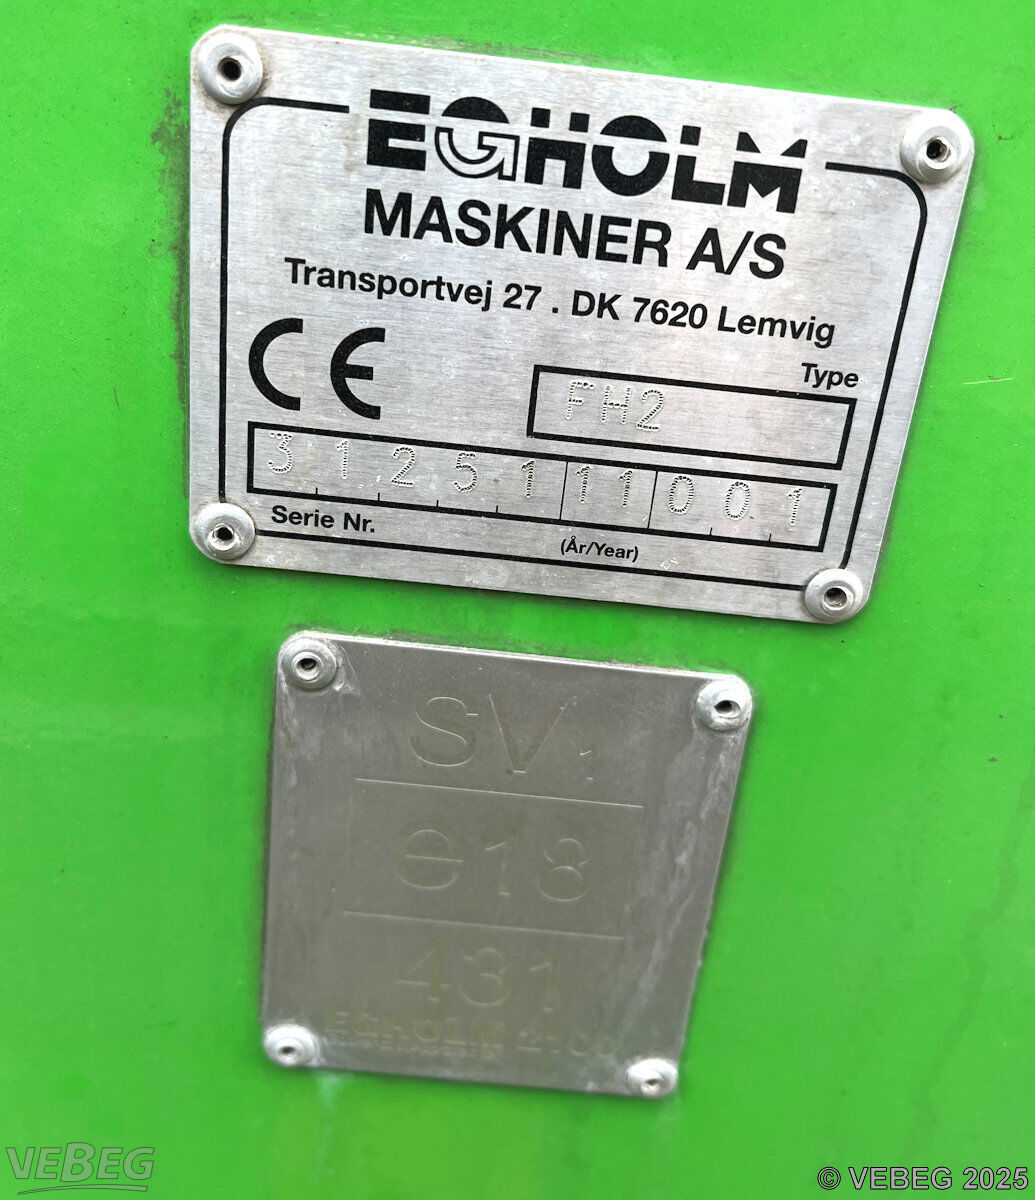 EGHOLM
MASKINER A/S
Transportvej 27 . DK 7620 Lemvig
CE
Type
FH2
3 1 2 5 1 1 1 0 0 1
Serie Nr.
(År/Year)
SV 1
e18
431
EGHOLM 2100
VEBEG
© VEBEG 2025